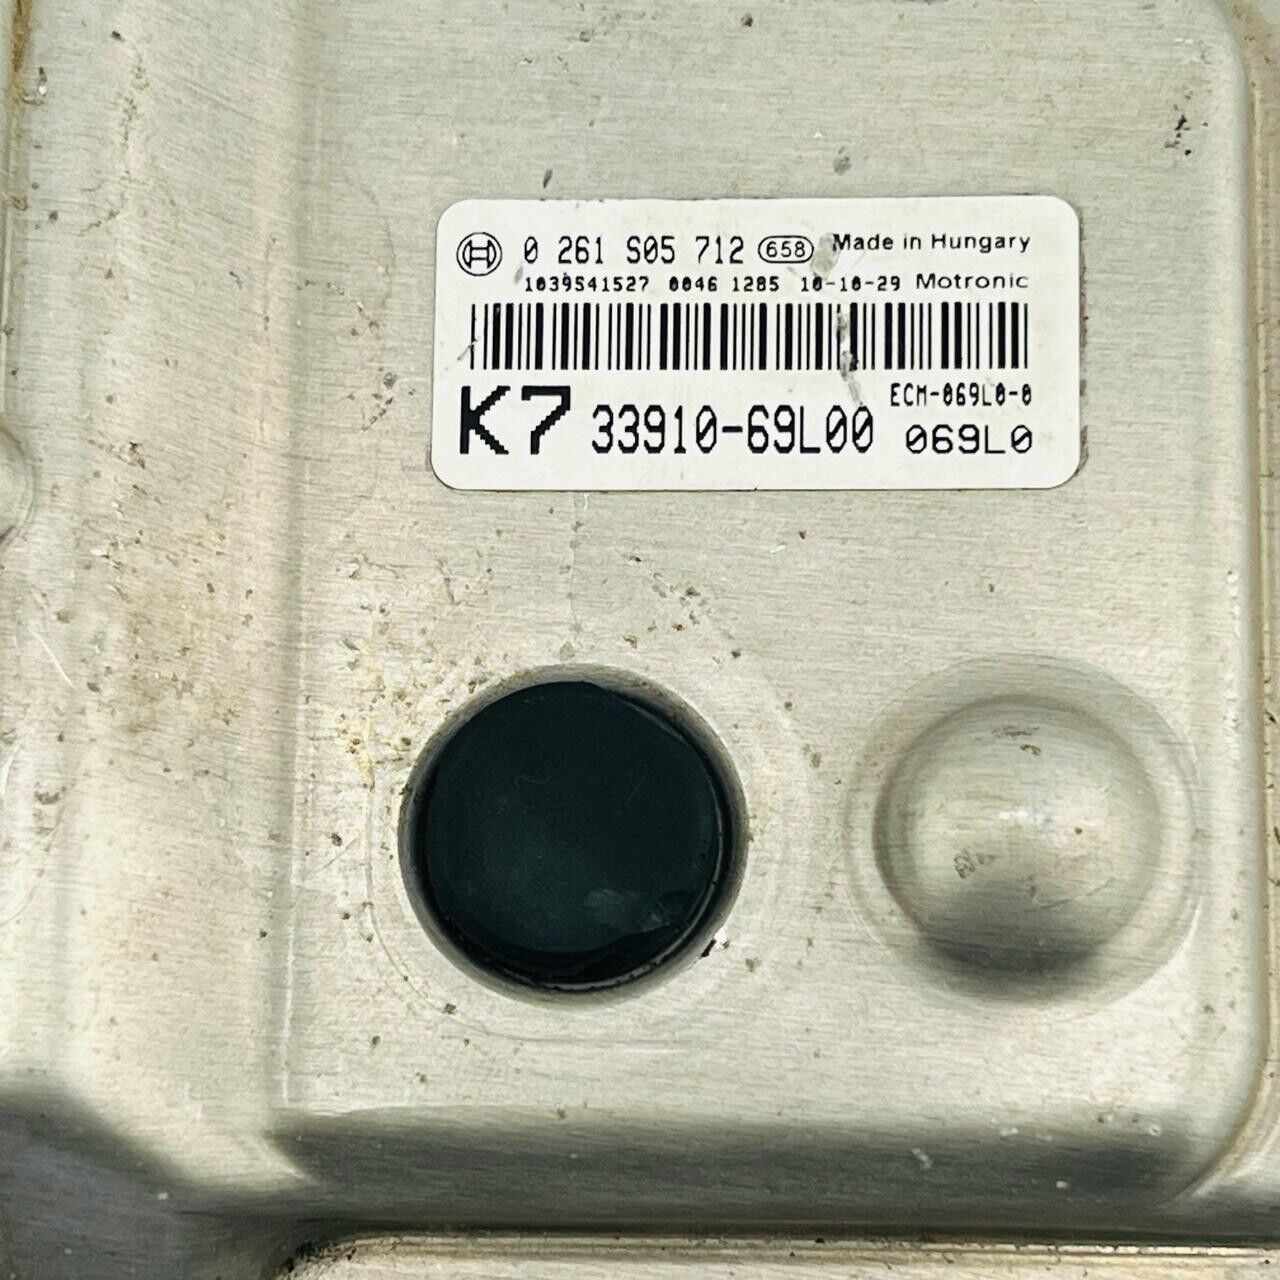 0 261 S05 712 658 Made in Hungary
1039S41527 0046 1285 10-10-29 Motronic
ECM-069L0-0
K7 33910-69L00 069L0